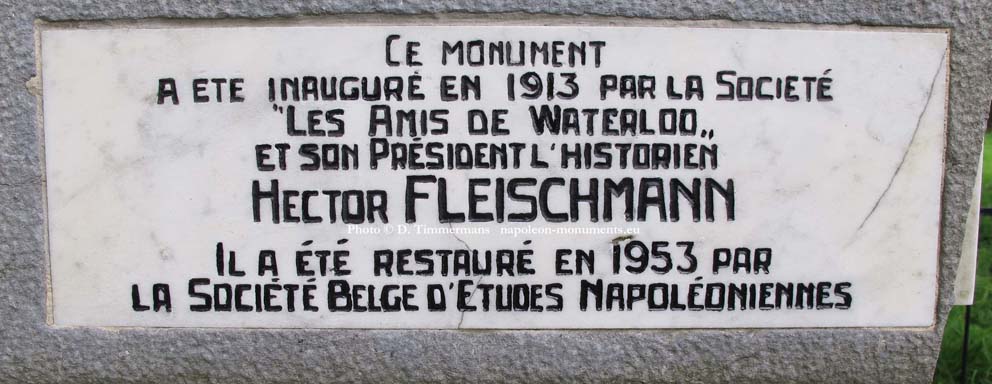 CE MONUMENT
A ETE INAUGURÉ EN 1913 PAR LA SOCIETÉ
"LES AMIS DE WATERLOO„
ET SON PRÉSIDENT L'HISTORIEN
HECTOR FLEISCHMANN
Photo © D. Timmermans napoleon-monuments.eu
IL A ÉTÉ RESTAURÉ EN 1953 PAR
LA SOCIÉTÉ BELGE D'ETUDES NAPOLÉONIENNES